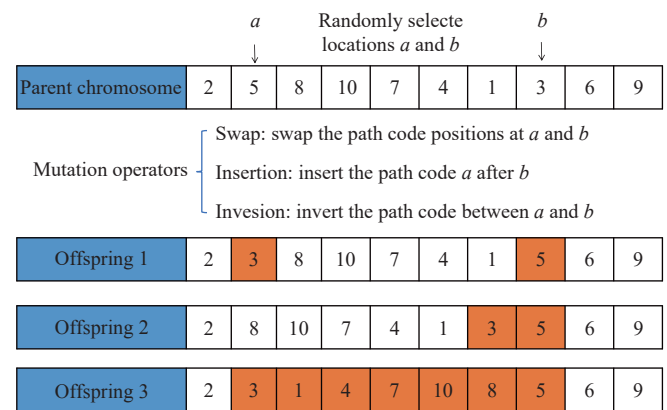 a Randomly selecte b
locations a and b
Parent chromosome 2 5 8 10 7 4 1 3 6 9
Swap: swap the path code positions at a and b
Mutation operators Insertion: insert the path code a after b
Invesion: invert the path code between a and b
Offspring 1 2 3 8 10 7 4 1 5 6 9
Offspring 2 2 8 10 7 4 1 3 5 6 9
Offspring 3 2 3 1 4 7 10 8 5 6 9